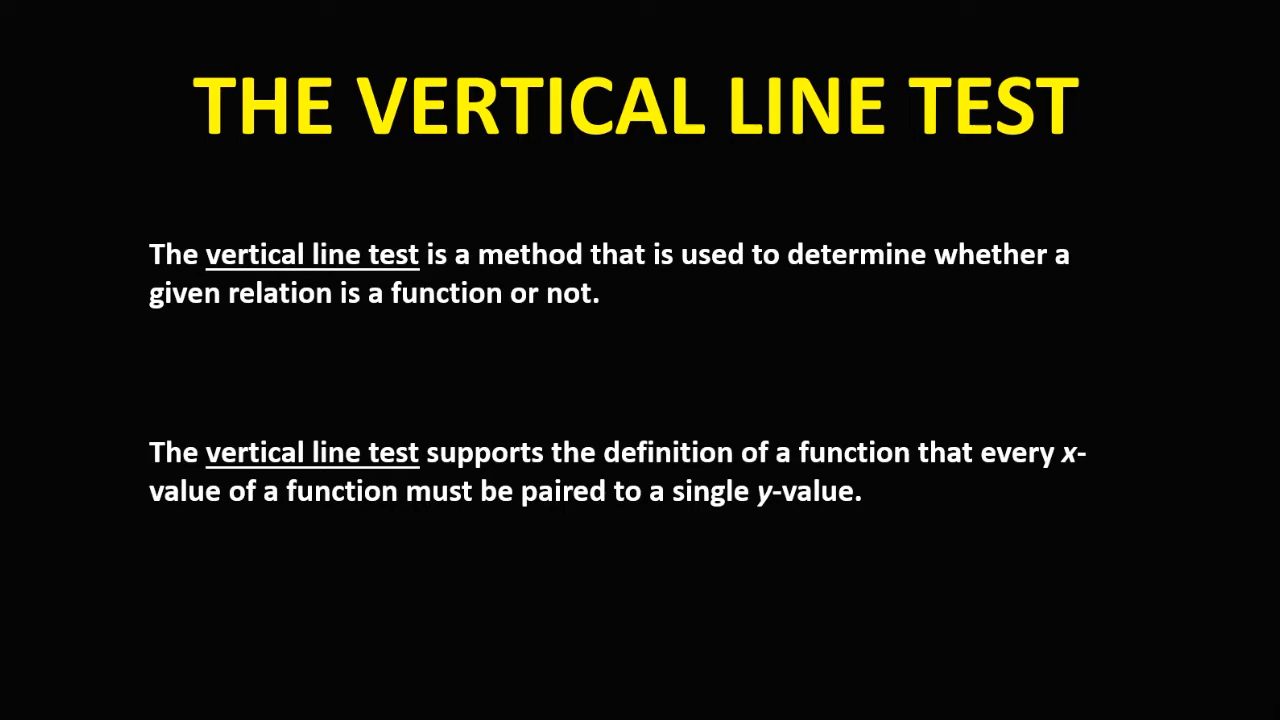 THE VERTICAL LINE TEST
The vertical line test is a method that is used to determine whether a
given relation is a function or not.
The vertical line test supports the definition of a function that every x-
value of a function must be paired to a single y-value.